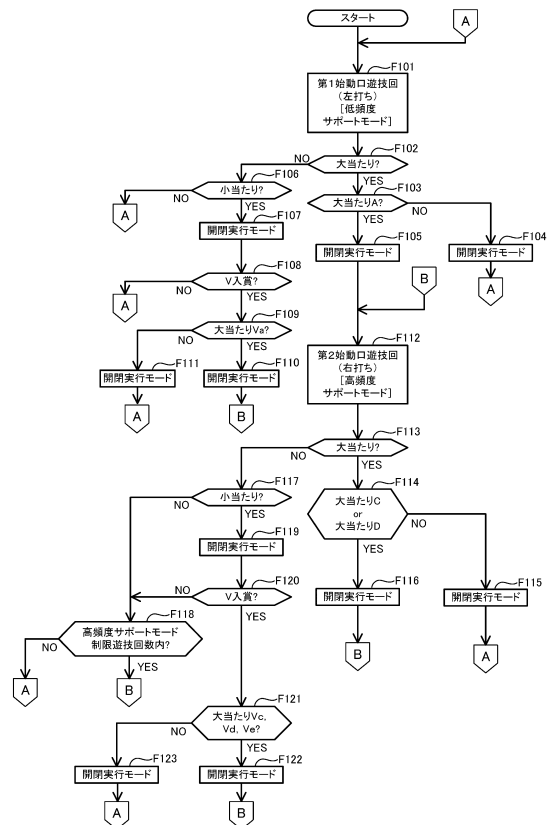 スタート
A
F101
第1始動口遊技回
(左打ち)
[低頻度
サポートモード]
F102
大当たり?
NO
YES
F106
小当たり?
NO
YES
A
F103
大当たりA?
NO
YES
F107
開閉実行モード
F105
開閉実行モード
F104
開閉実行モード
A
F108
V入賞?
NO
YES
A
B
F109
大当たりVa?
NO
YES
F111
開閉実行モード
A
F110
開閉実行モード
B
F112
第2始動口遊技回
(右打ち)
[高頻度
サポートモード]
F113
大当たり?
NO
YES
F117
小当たり?
NO
YES
F114
大当たりC
or
大当たりD
NO
YES
F119
開閉実行モード
F120
V入賞?
NO
YES
F116
開閉実行モード
B
F115
開閉実行モード
A
F118
高頻度サポートモード
制限遊技回数内?
NO
YES
A
B
F121
大当たりVc,
Vd, Ve?
NO
YES
F123
開閉実行モード
A
F122
開閉実行モード
B